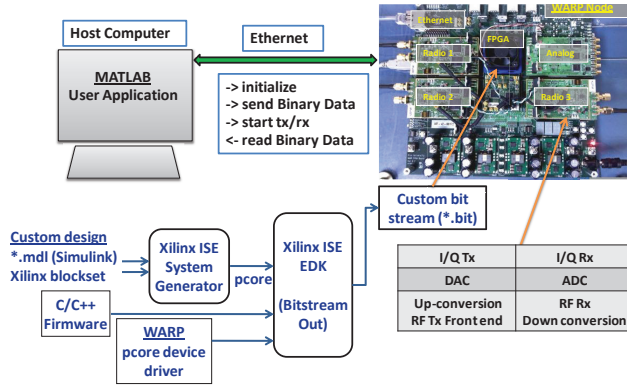 Host Computer
MATLAB
User Application
Ethernet
-> initialize
-> send Binary Data
-> start tx/rx
<- read Binary Data
WARP Node
Ethernet
FPGA
Radio 1
Analog
Radio 2
Radio 3
Custom bit
stream (*.bit)
Custom design
*.mdl (Simulink)
Xilinx blockset
Xilinx ISE
System
Generator
pcore
Xilinx ISE
EDK
(Bitstream
Out)
C/C++
Firmware
WARP
pcore device
driver
I/Q Tx
I/Q Rx
DAC
ADC
Up-conversion
RF Tx Front end
RF Rx
Down conversion